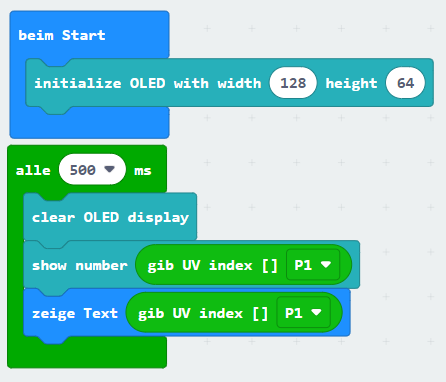 beim Start
initialize OLED with width 128 height 64
alle 500 ms
clear OLED display
show number gib UV index [] P1
zeige Text gib UV index [] P1